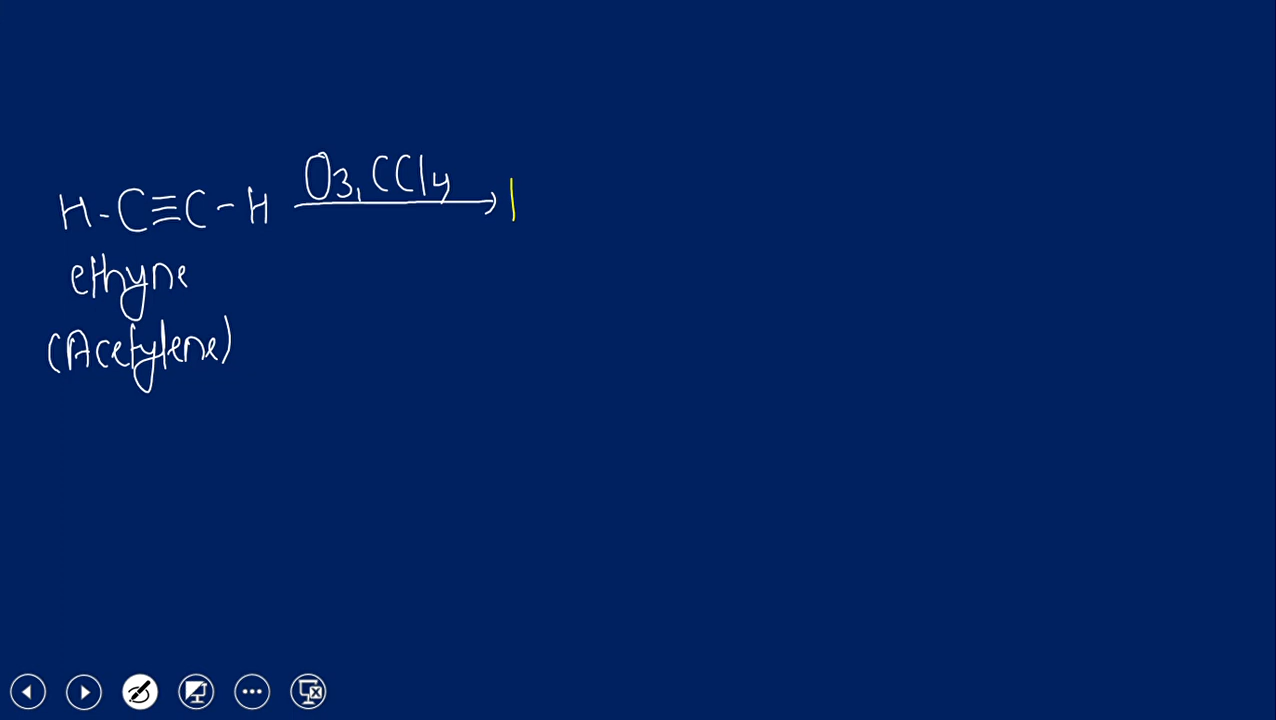 H-C≡C-H O3, CCl4 →
ethyne
(Acetylene)